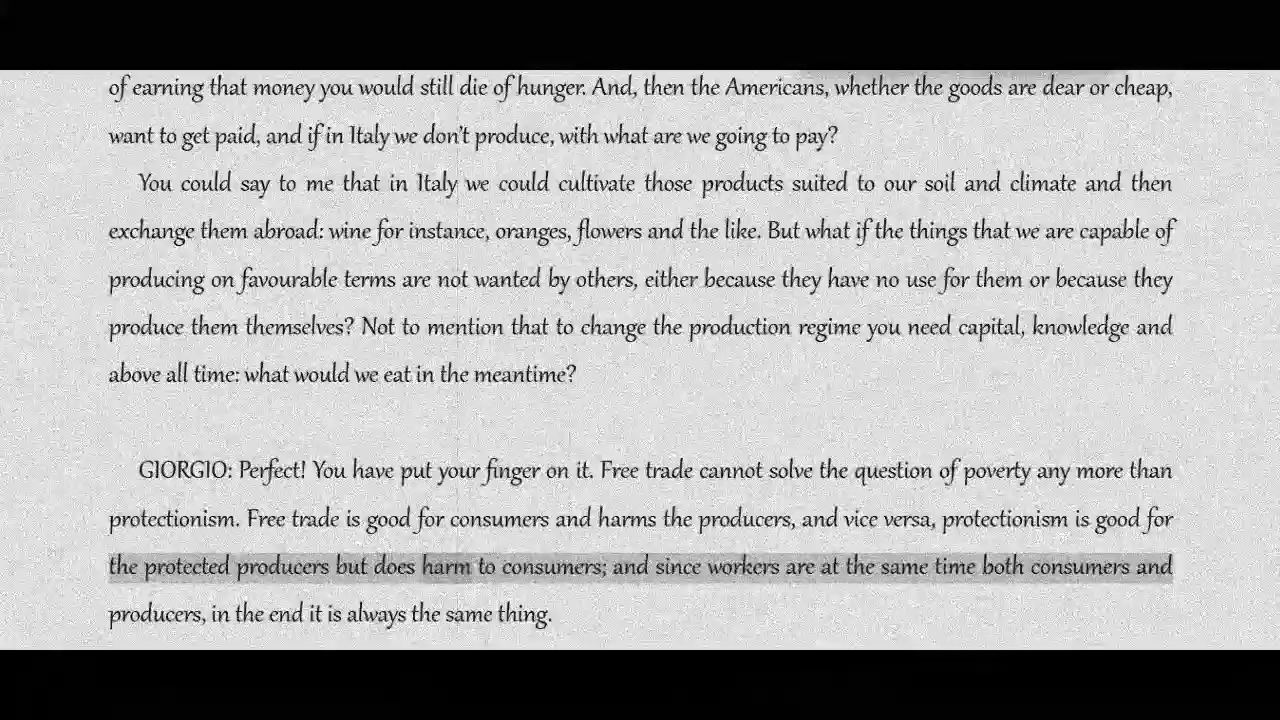 of earning that money you would still die of hunger. And, then the Americans, whether the goods are dear or cheap,
want to get paid, and if in Italy we don't produce, with what are we going to pay?
You could say to me that in Italy we could cultivate those products suited to our soil and climate and then
exchange them abroad: wine for instance, oranges, flowers and the like. But what if the things that we are capable of
producing on favourable terms are not wanted by others, either because they have no use for them or because they
produce them themselves? Not to mention that to change the production regime you need capital, knowledge and
above all time: what would we eat in the meantime?
GIORGIO: Perfect! You have put your finger on it. Free trade cannot solve the question of poverty any more than
protectionism. Free trade is good for consumers and harms the producers, and vice versa, protectionism is good for
the protected producers but does harm to consumers; and since workers are at the same time both consumers and
producers, in the end it is always the same thing.